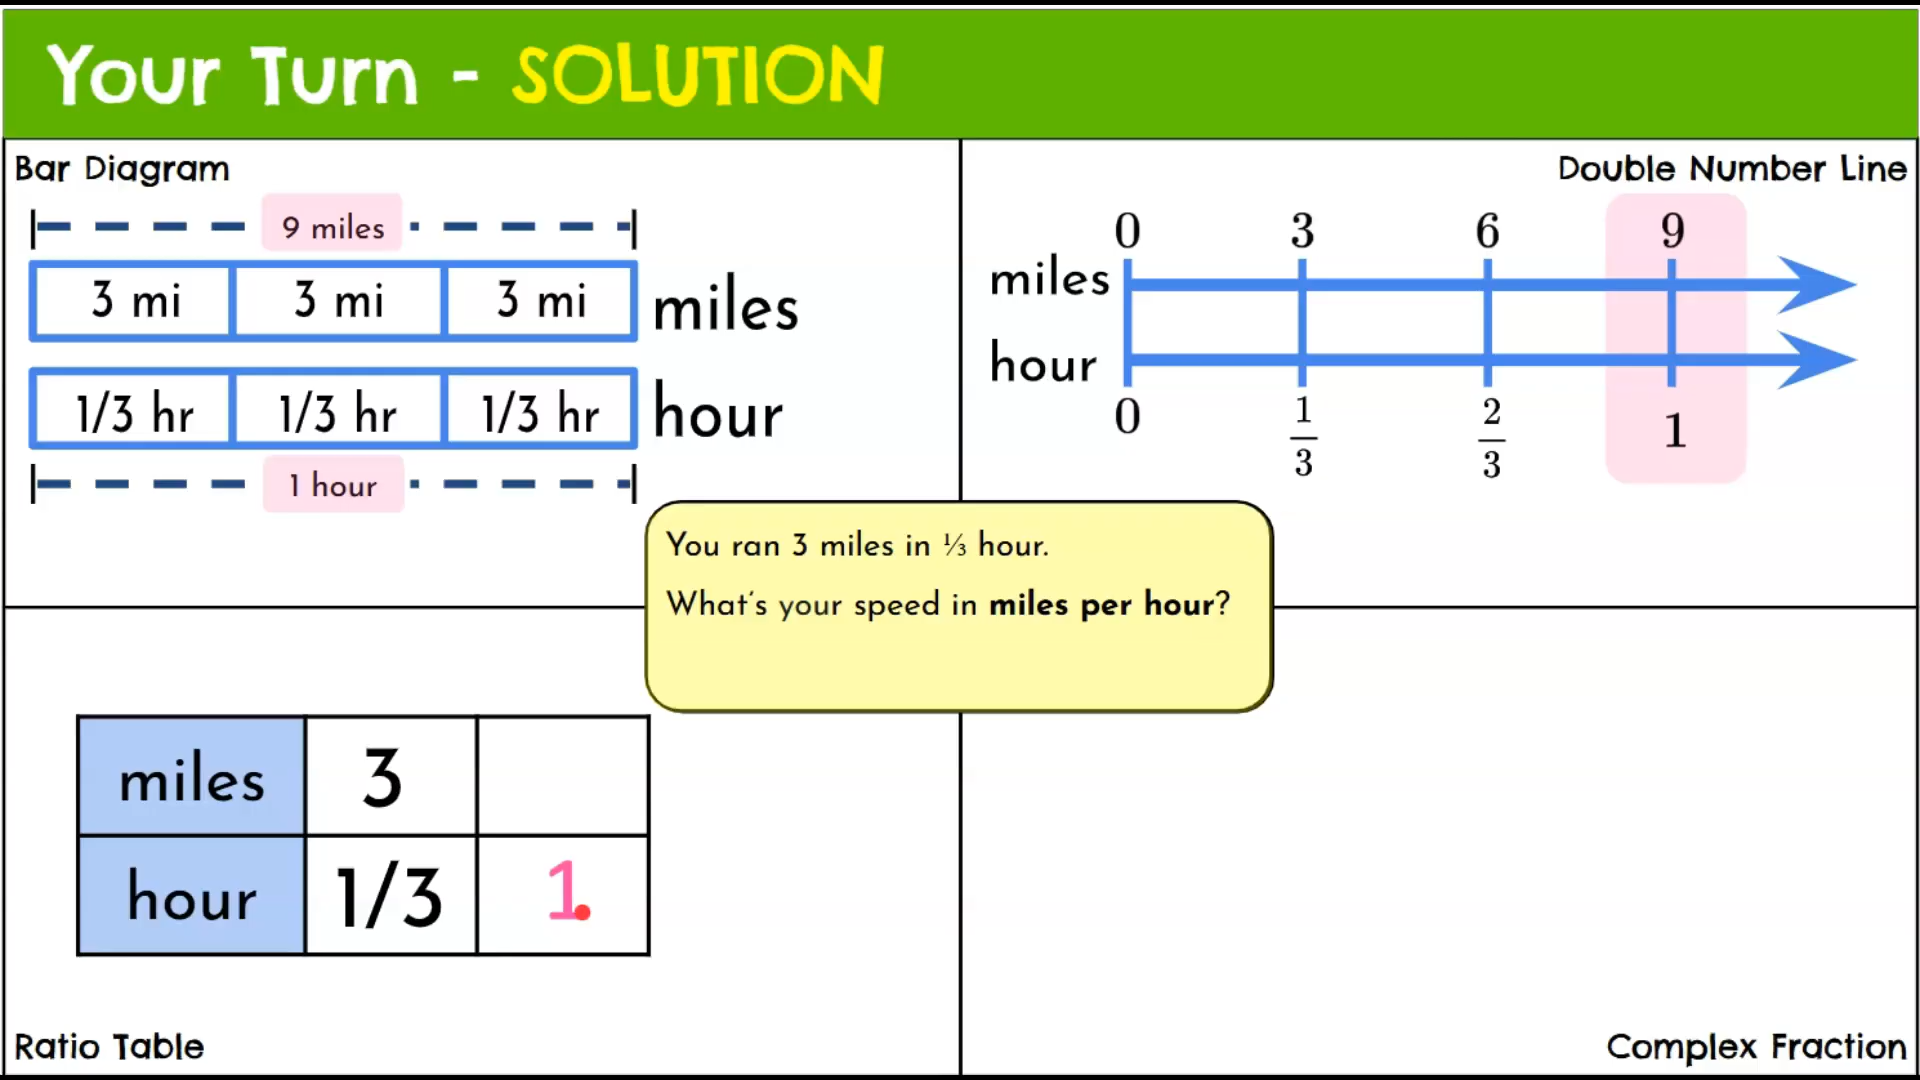 Your Turn - SOLUTION
Bar Diagram
9 miles
3 mi 3 mi 3 mi miles
1/3 hr 1/3 hr 1/3 hr hour
1 hour
Double Number Line
0 3 6 9
miles
hour
0 1/3 2/3 1
You ran 3 miles in ⅓ hour.
What's your speed in miles per hour?
miles 3
hour 1/3 1
Ratio Table
Complex Fraction